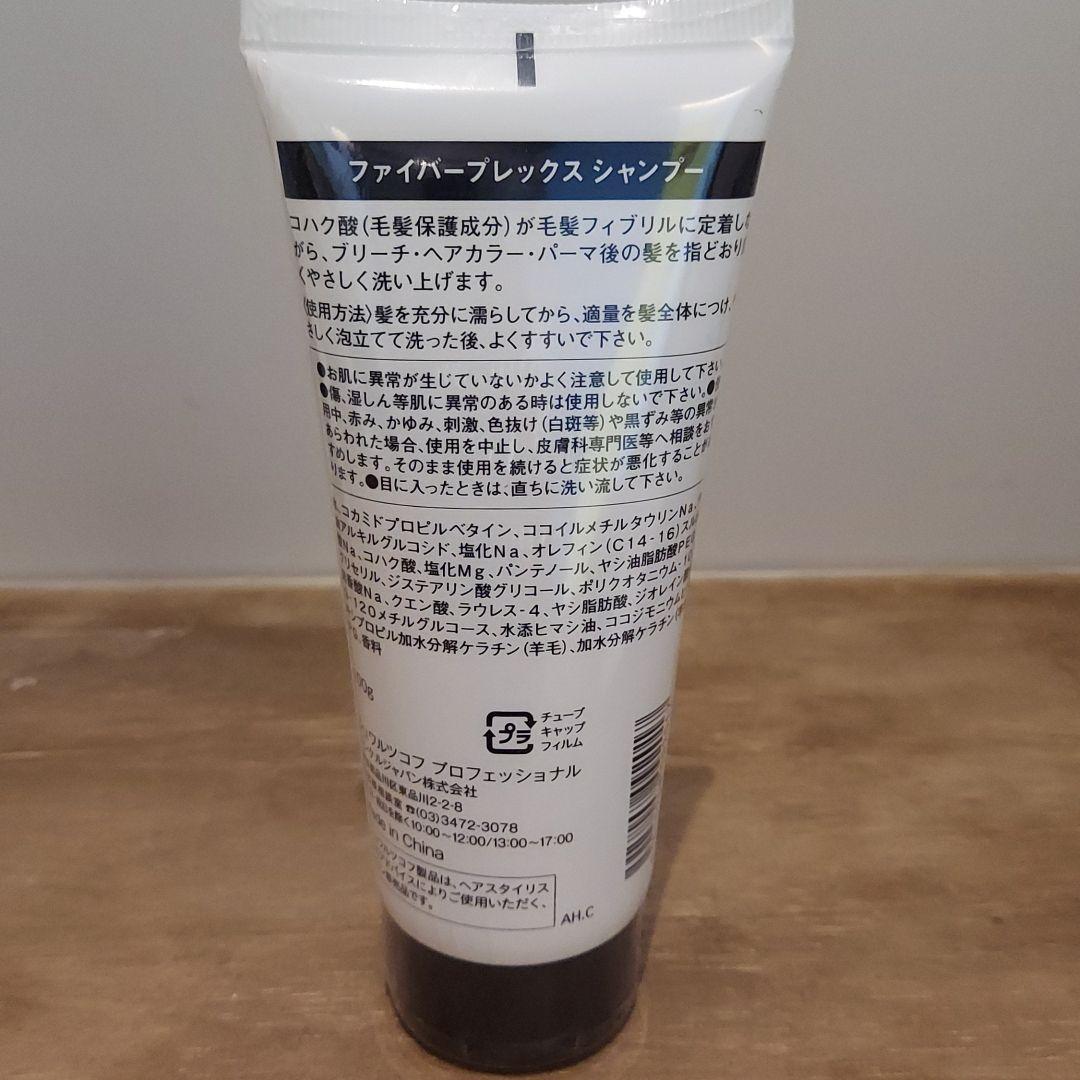 ファイバープレックス シャンプー
コハク酸(毛髪保護成分)が毛髪フィブリルに定着しな
がら、ブリーチ・ヘアカラー・パーマ後の髪を指どおり
くやさしく洗い上げます。
〈使用方法〉髪を充分に濡らしてから、適量を髪全体につけ、
さしく泡立てて洗った後、よくすすいで下さい。
●お肌に異常が生じていないかよく注意して使用して下さい
●傷、湿しん等肌に異常のある時は使用しないで下さい。●
用中、赤み、かゆみ、刺激、色抜け(白斑等)や黒ずみ等の異常
あらわれた場合、使用を中止し、皮膚科専門医等へ相談をお
すめします。そのまま使用を続けると症状が悪化することが
ります。●目に入ったときは、直ちに洗い流して下さい。
、コカミドプロピルベタイン、ココイルメチルタウリンNa、
アルキルグルコシド、塩化Na、オレフィン(C14-16)スル
Na、コハク酸、塩化Mg、パンテノール、ヤシ油脂肪酸PE
リセリル、ジステアリン酸グリコール、ポリクオタニウム-10
香酸Na、クエン酸、ラウレス-4、ヤシ脂肪酸、ジオレイン
-120メチルグルコース、水添ヒマシ油、ココジモニウム
プロピル加水分解ケラチン(羊毛)、加水分解ケラチン(
香料
00g
プラ
チューブ
キャップ
フィルム
ュワルツコフ プロフェッショナル
ンケルジャパン株式会社
品川区東品川2-2-8
☎(03)3472-3078
を除く10:00～12:00/13:00～17:00
de in China
ワルツコフ製品は、ヘアスタイリス
ドバイスによりご使用いただく、
品です。
AH.C